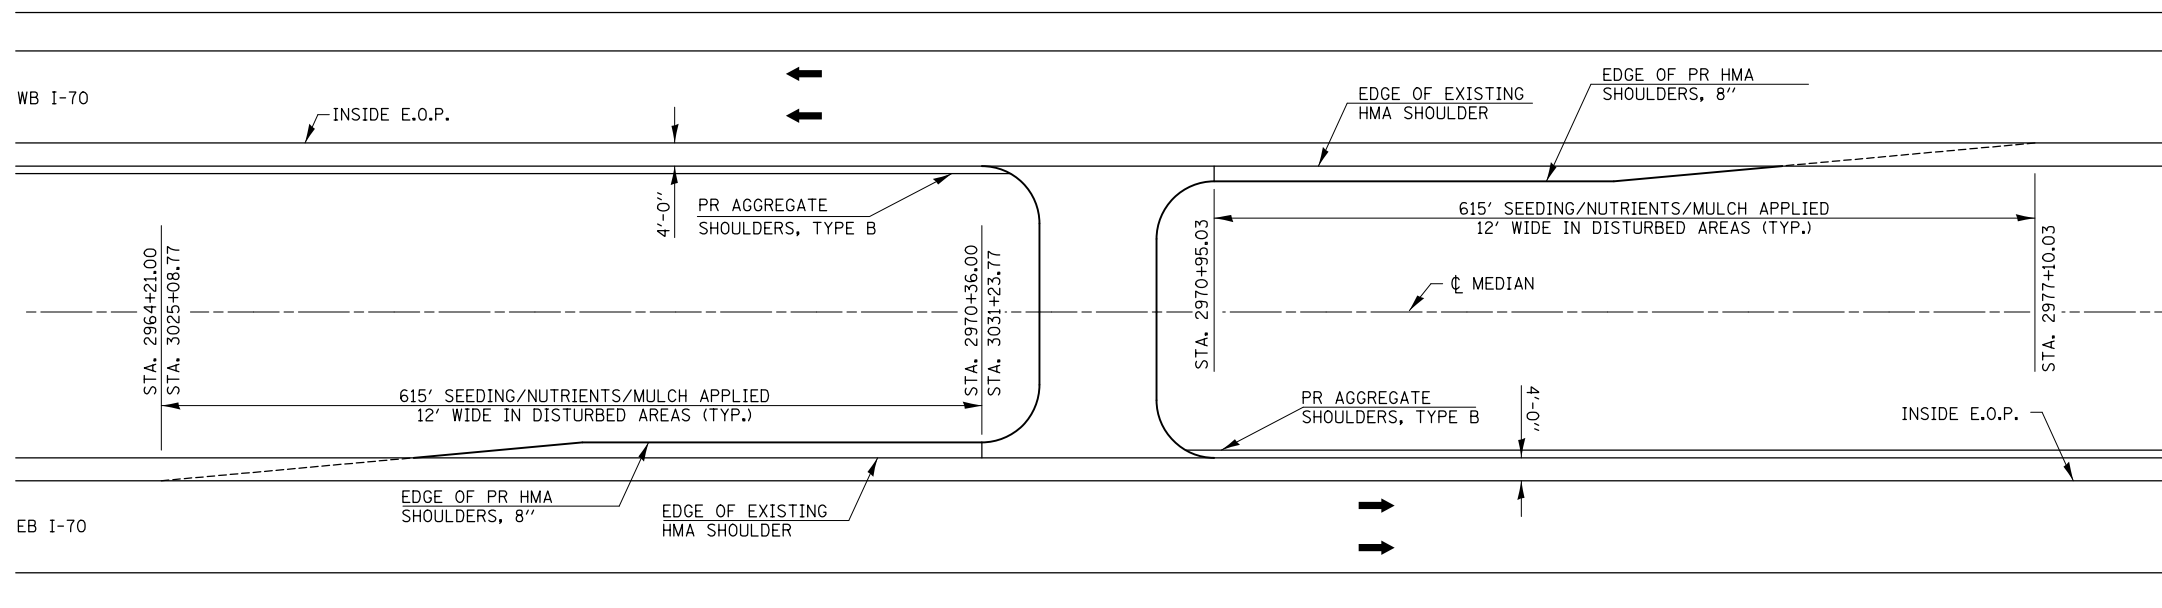 WB I-70
INSIDE E.O.P.
4'-0"
PR AGGREGATE
SHOULDERS, TYPE B
EDGE OF EXISTING
HMA SHOULDER
EDGE OF PR HMA
SHOULDERS, 8"
615' SEEDING/NUTRIENTS/MULCH APPLIED
12' WIDE IN DISTURBED AREAS (TYP.)
STA. 2964+21.00
STA. 3025+08.77
STA. 2970+36.00
STA. 3031+23.77
STA. 2970+95.03
STA. 2977+10.03
℄ MEDIAN
615' SEEDING/NUTRIENTS/MULCH APPLIED
12' WIDE IN DISTURBED AREAS (TYP.)
PR AGGREGATE
SHOULDERS, TYPE B
4'-0"
INSIDE E.O.P.
EDGE OF PR HMA
SHOULDERS, 8"
EDGE OF EXISTING
HMA SHOULDER
EB I-70